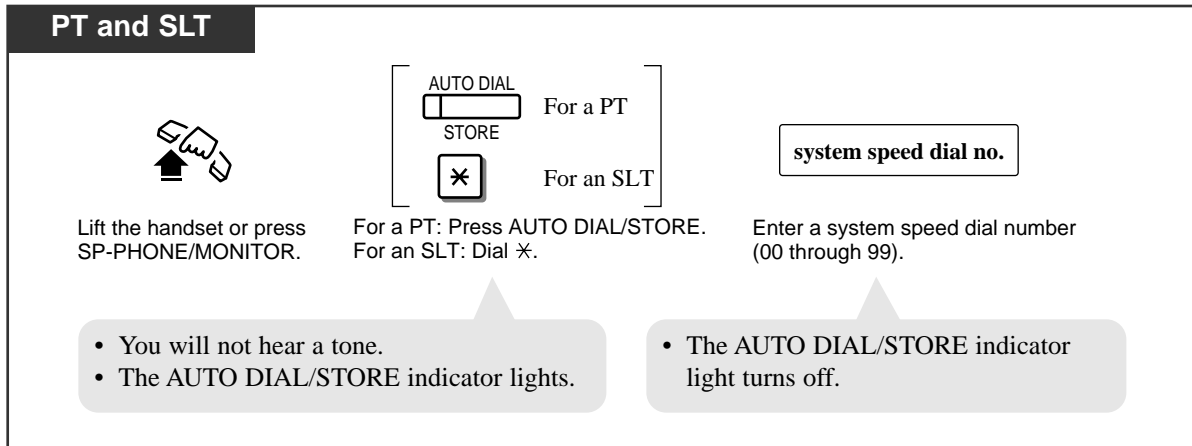 PT and SLT
AUTO DIAL
For a PT
STORE
For an SLT
system speed dial no.
Lift the handset or press
SP-PHONE/MONITOR.
For a PT: Press AUTO DIAL/STORE.
For an SLT: Dial ✳.
Enter a system speed dial number
(00 through 99).
• You will not hear a tone.
• The AUTO DIAL/STORE indicator lights.
• The AUTO DIAL/STORE indicator
light turns off.